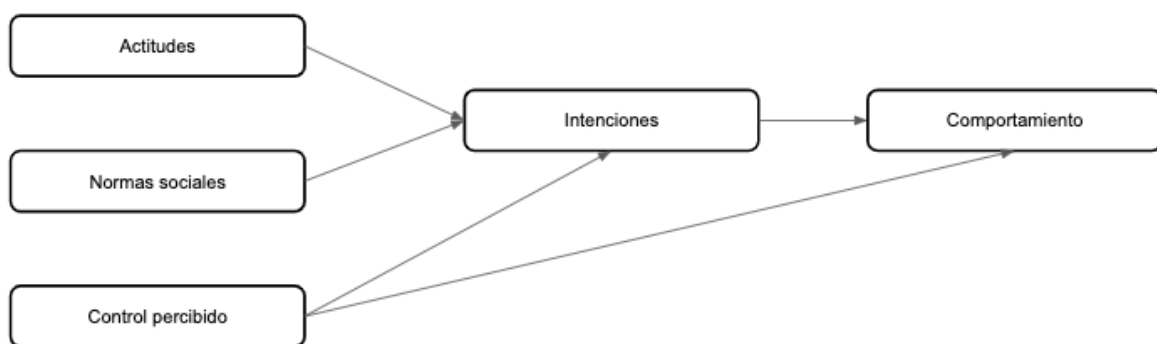 Actitudes
Normas sociales
Control percibido
Intenciones
Comportamiento